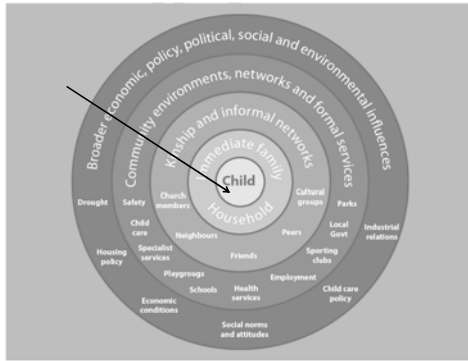 Broader economic, policy, political, social and environmental influences
Community environments, networks and formal services
Kinship and informal networks
Immediate family
Child
Household
Drought
Safety
Church
members
Cultural
groups
Parks
Child
care
Neighbours
Peers
Local
Govt
Industrial
relations
Housing
policy
Specialist
services
Friends
Sporting
clubs
Playgroups
Employment
Schools
Health
services
Child care
policy
Economic
conditions
Social norms
and attitudes